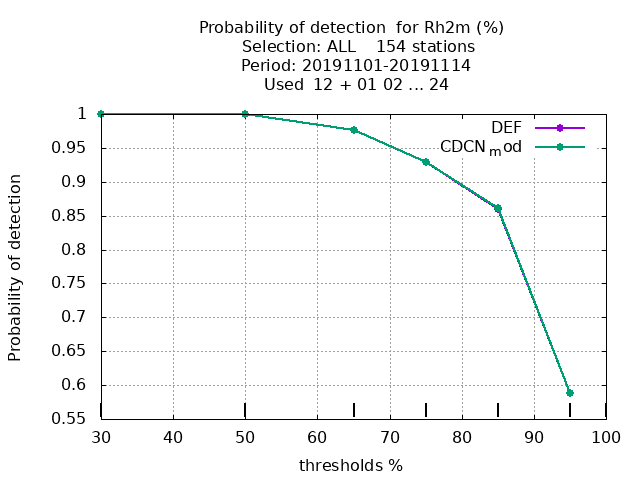 Probability of detection  for Rh2m (%)
Selection: ALL    154 stations
Period: 20191101-20191114
Used  12 + 01 02 ... 24
Probability of detection
1
0.95
0.9
0.85
0.8
0.75
0.7
0.65
0.6
0.55
DEF
CDCNmod
30 40 50 60 70 80 90 100
thresholds %